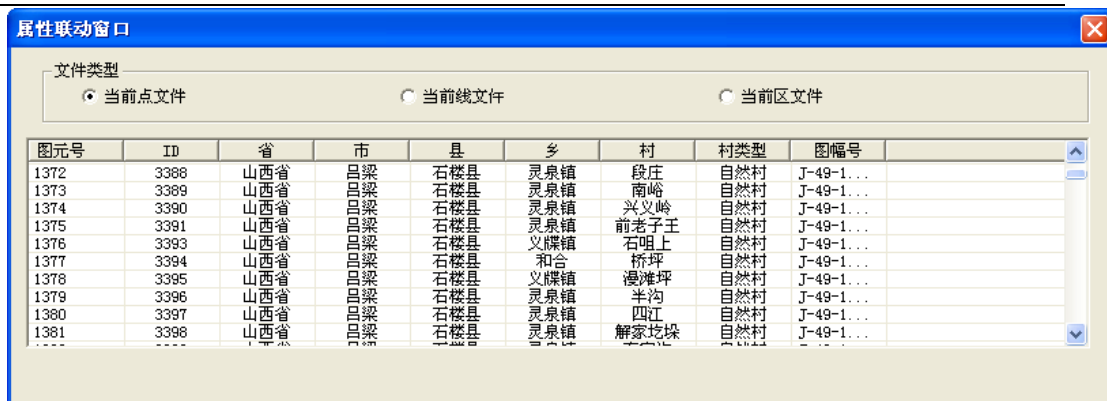 属性联动窗口
文件类型
当前点文件 当前线文件 当前区文件
图元号 ID 省 市 县 乡 村 村类型 图幅号
1372 3388 山西省 吕梁 石楼县 灵泉镇 段庄 自然村 J-49-1...
1373 3389 山西省 吕梁 石楼县 灵泉镇 南峪 自然村 J-49-1...
1374 3390 山西省 吕梁 石楼县 灵泉镇 兴义岭 自然村 J-49-1...
1375 3391 山西省 吕梁 石楼县 灵泉镇 前老子王 自然村 J-49-1...
1376 3393 山西省 吕梁 石楼县 义牒镇 石咀上 自然村 J-49-1...
1377 3394 山西省 吕梁 石楼县 和合 桥坪 自然村 J-49-1...
1378 3395 山西省 吕梁 石楼县 义牒镇 漫滩坪 自然村 J-49-1...
1379 3396 山西省 吕梁 石楼县 灵泉镇 半沟 自然村 J-49-1...
1380 3397 山西省 吕梁 石楼县 灵泉镇 四江 自然村 J-49-1...
1381 3398 山西省 吕梁 石楼县 灵泉镇 解家圪垛 自然村 J-49-1...